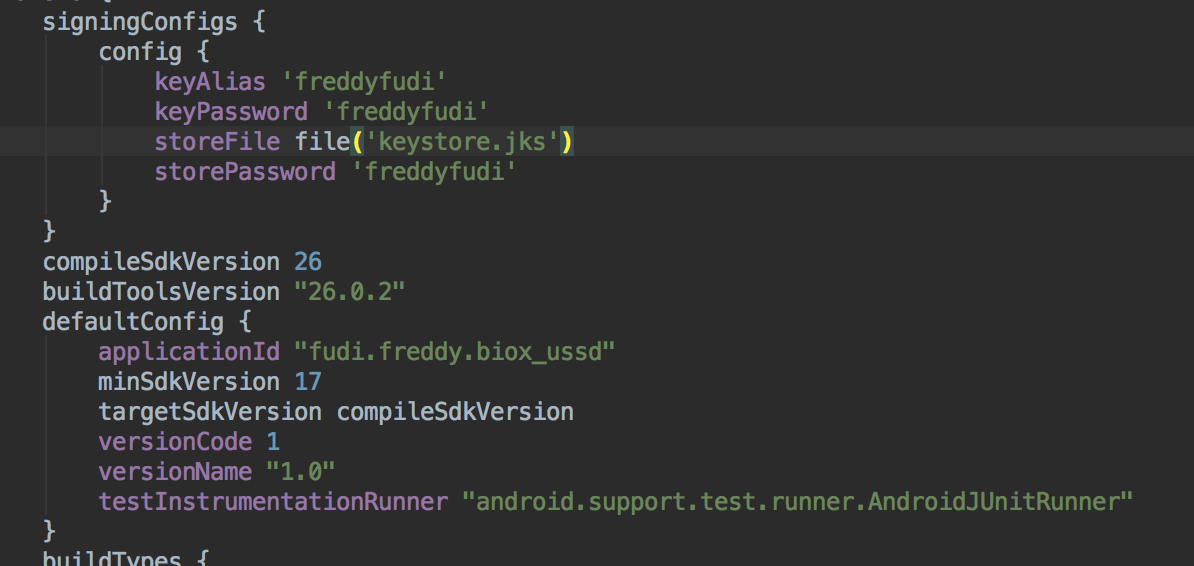 signingConfigs {
config {
keyAlias 'freddyfudi'
keyPassword 'freddyfudi'
storeFile file('keystore.jks')
storePassword 'freddyfudi'
}
}
compileSdkVersion 26
buildToolsVersion "26.0.2"
defaultConfig {
applicationId "fudi.freddy.biox_ussd"
minSdkVersion 17
targetSdkVersion compileSdkVersion
versionCode 1
versionName "1.0"
testInstrumentationRunner "android.support.test.runner.AndroidJUnitRunner"
}
buildTypes {